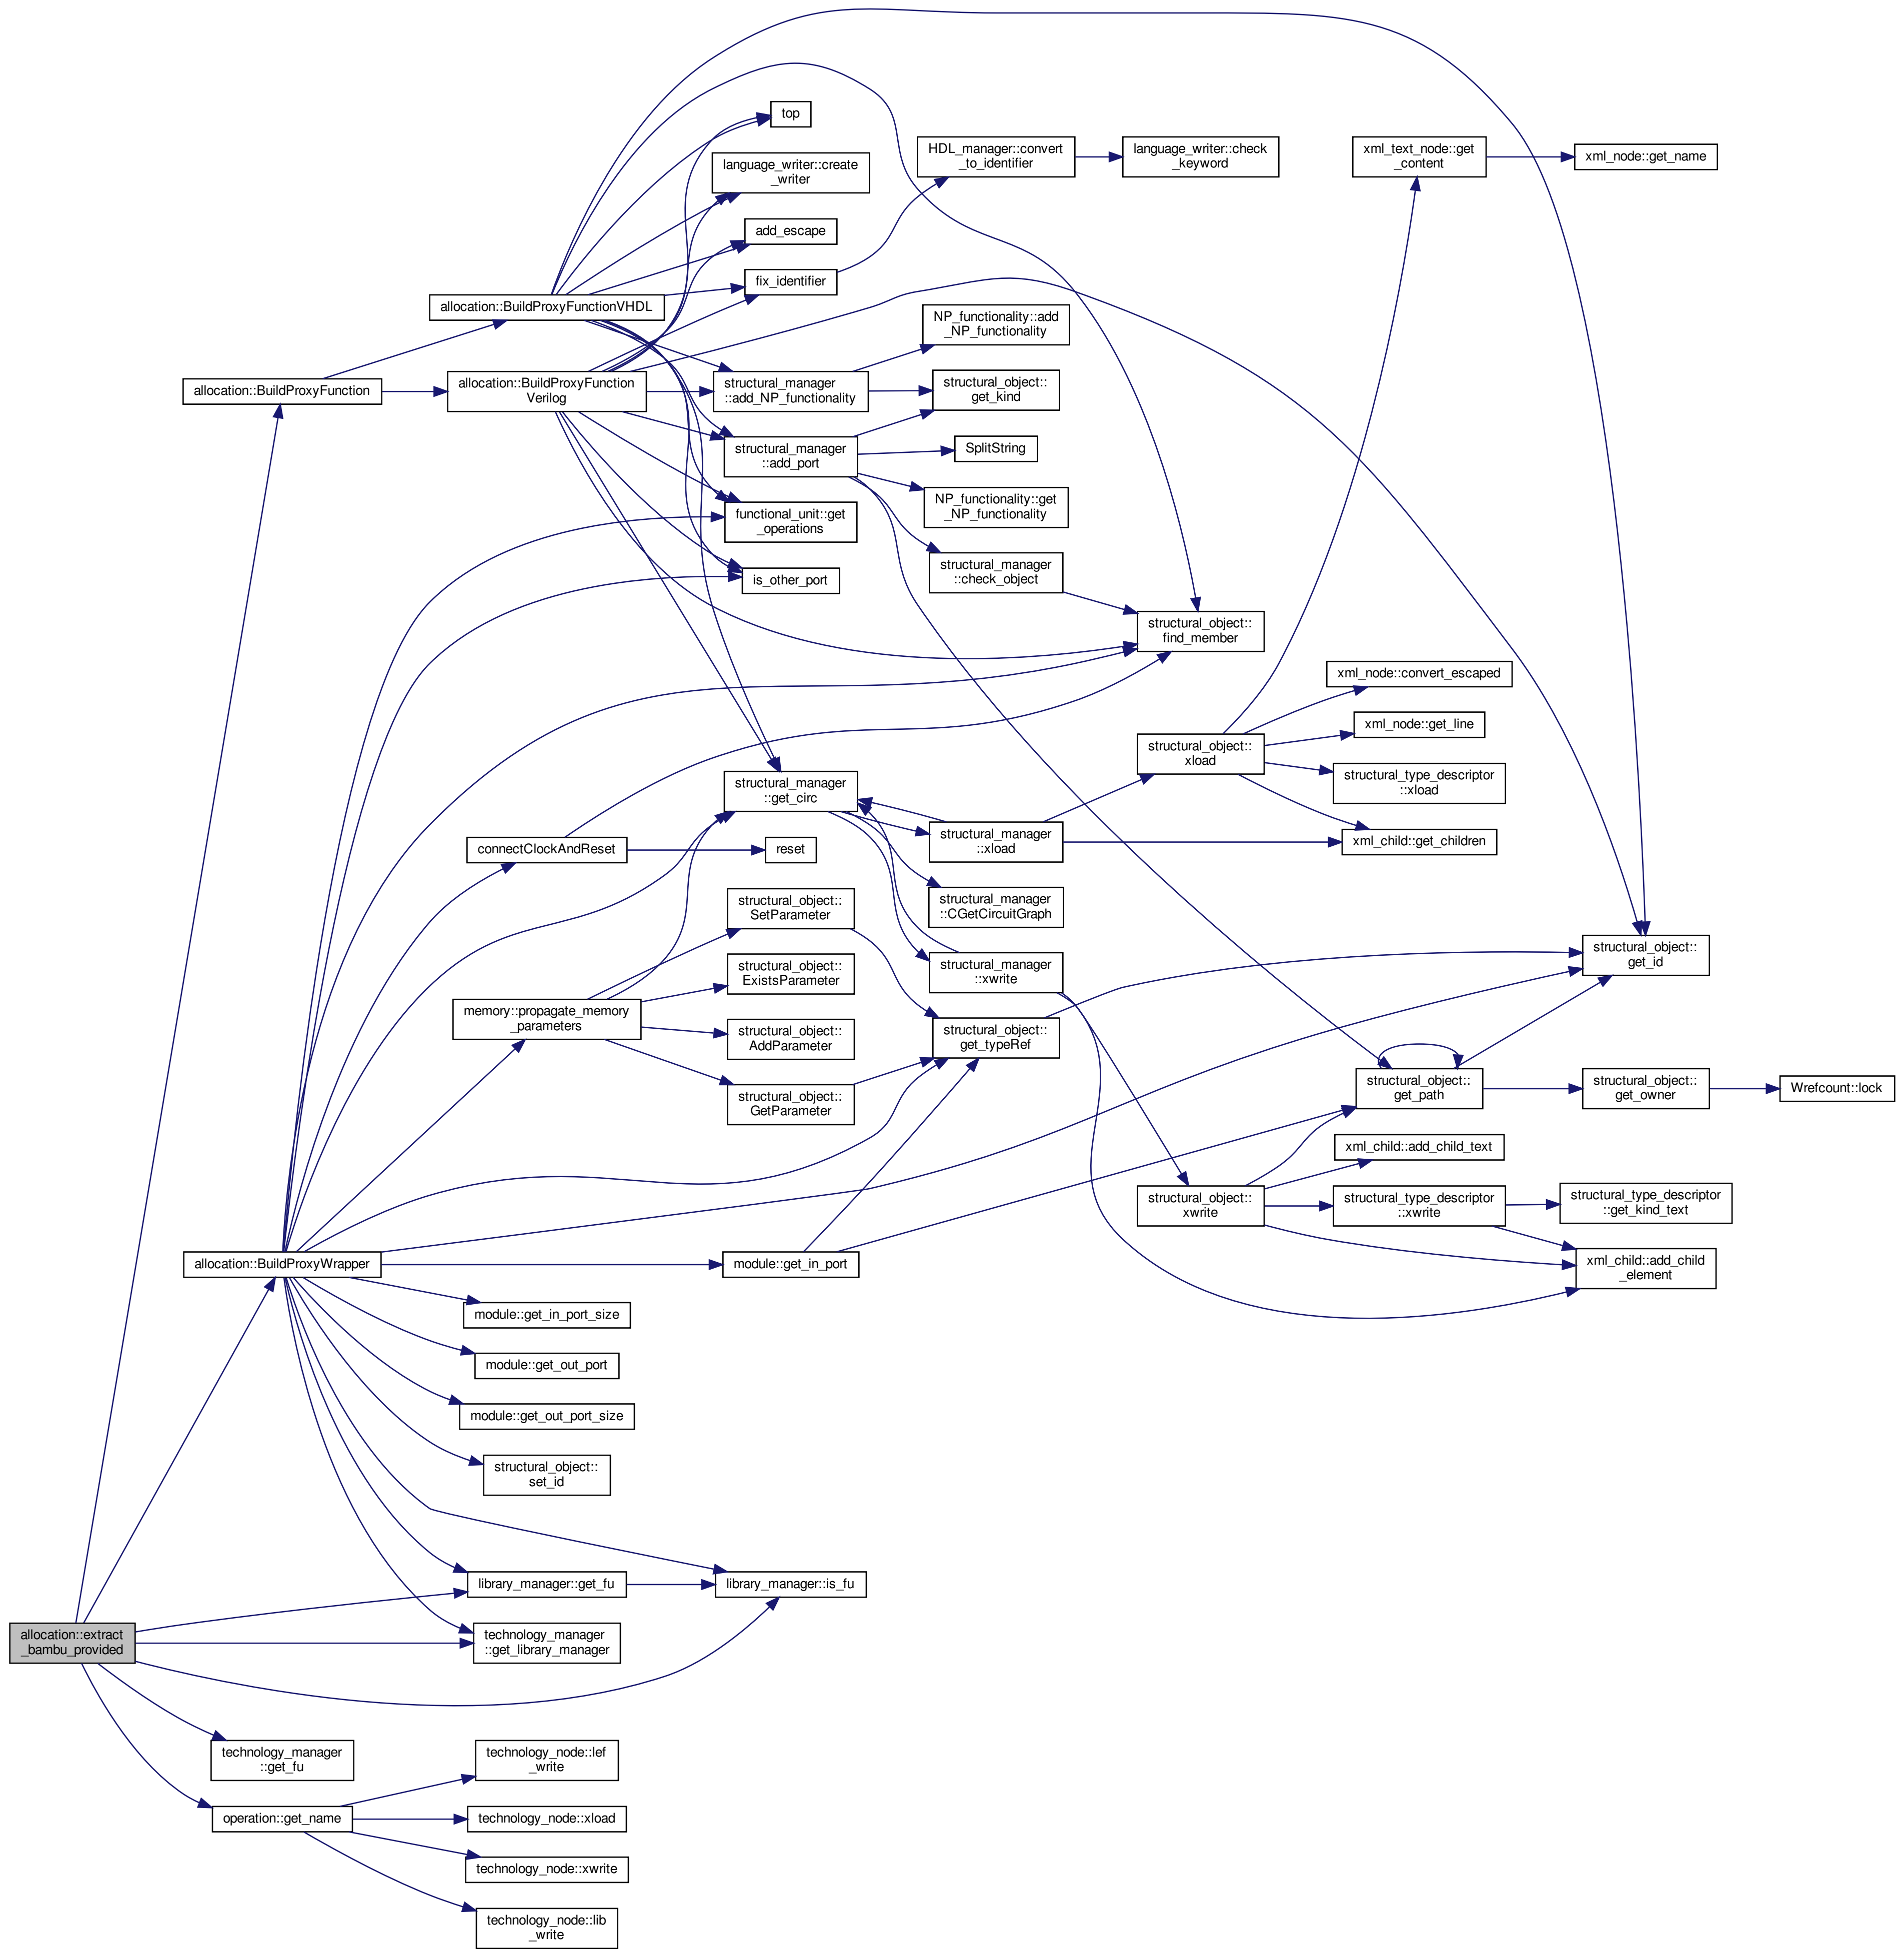 top
language_writer::create
_writer
HDL_manager::convert
_to_identifier
language_writer::check
_keyword
xml_text_node::get
_content
xml_node::get_name
add_escape
fix_identifier
allocation::BuildProxyFunctionVHDL
NP_functionality::add
_NP_functionality
allocation::BuildProxyFunction
allocation::BuildProxyFunction
Verilog
structural_manager
::add_NP_functionality
structural_object::
get_kind
structural_manager
::add_port
SplitString
NP_functionality::get
_NP_functionality
functional_unit::get
_operations
is_other_port
structural_manager
::check_object
structural_object::
find_member
xml_node::convert_escaped
xml_node::get_line
structural_object::
xload
structural_type_descriptor
::xload
structural_manager
::get_circ
connectClockAndReset
reset
structural_manager
::xload
xml_child::get_children
structural_object::
SetParameter
structural_manager
::CGetCircuitGraph
structural_object::
get_id
structural_object::
ExistsParameter
structural_manager
::xwrite
memory::propagate_memory
_parameters
structural_object::
AddParameter
structural_object::
get_typeRef
structural_object::
GetParameter
structural_object::
get_path
structural_object::
get_owner
Wrefcount::lock
xml_child::add_child_text
structural_object::
xwrite
structural_type_descriptor
::xwrite
structural_type_descriptor
::get_kind_text
allocation::BuildProxyWrapper
module::get_in_port
xml_child::add_child
_element
module::get_in_port_size
module::get_out_port
module::get_out_port_size
structural_object::
set_id
library_manager::get_fu
library_manager::is_fu
allocation::extract
_bambu_provided
technology_manager
::get_library_manager
technology_manager
::get_fu
technology_node::lef
_write
operation::get_name
technology_node::xload
technology_node::xwrite
technology_node::lib
_write